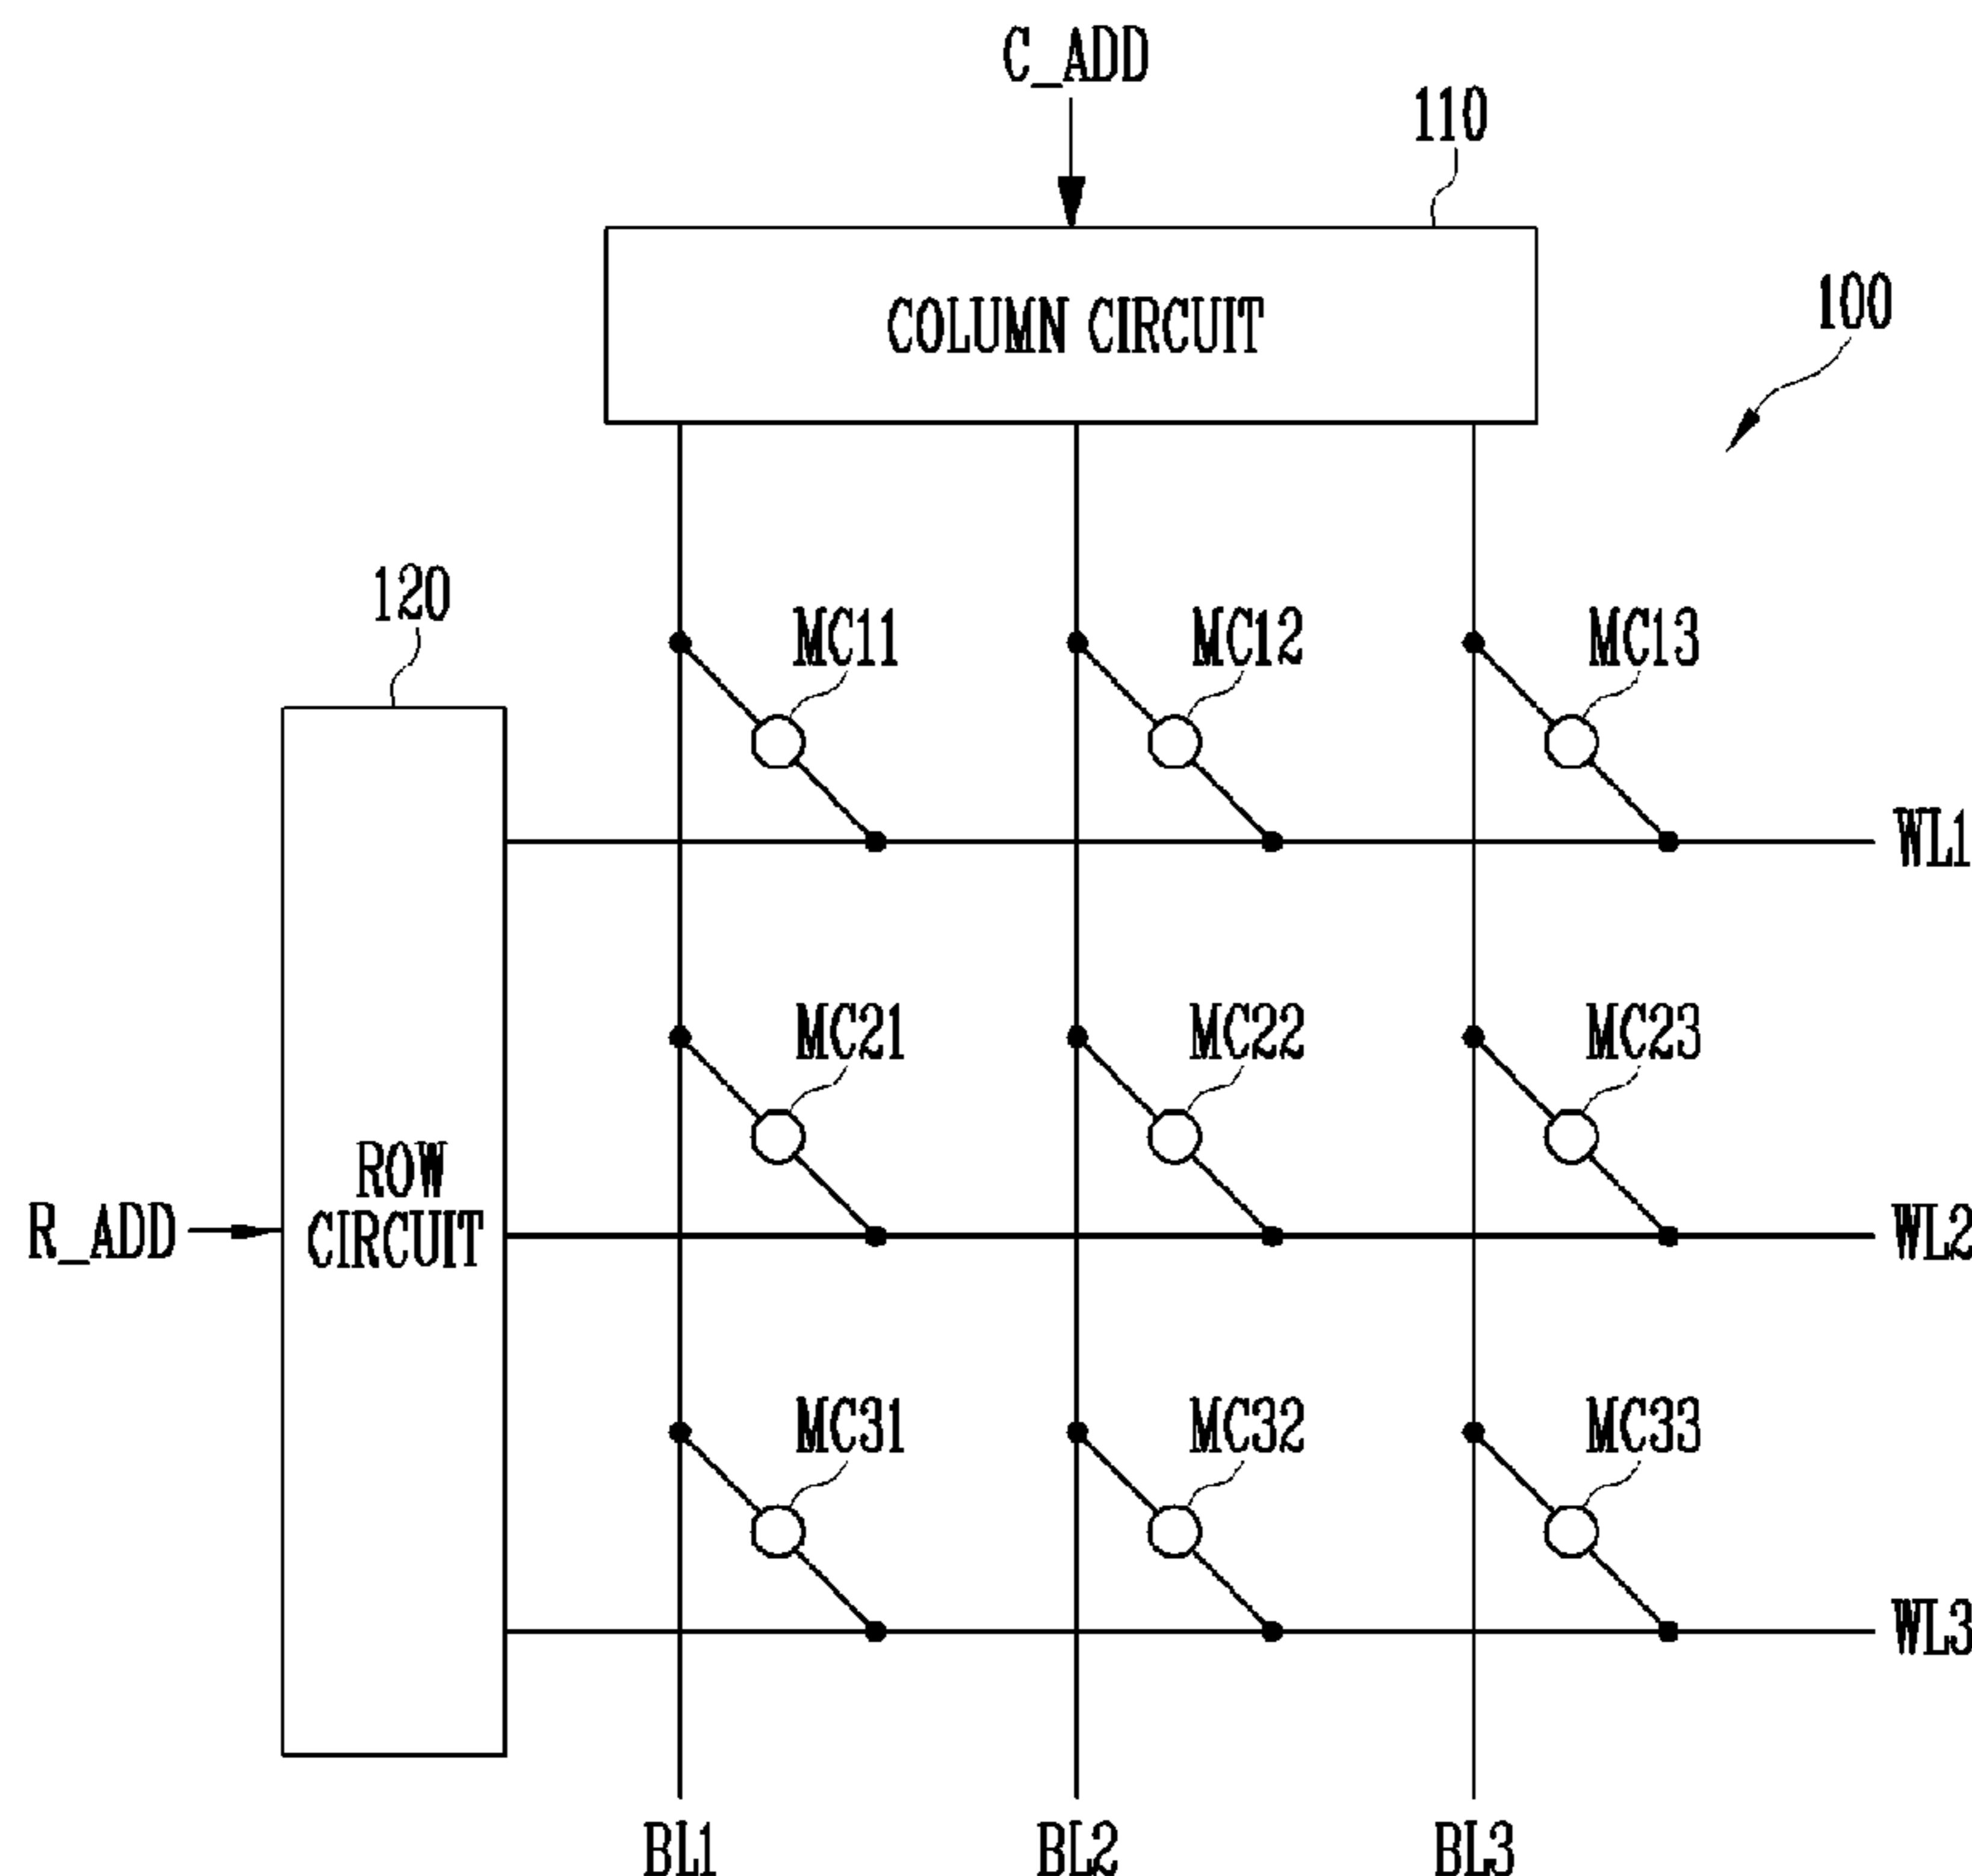 C_ADD
110
COLUMN CIRCUIT
100
120
MC11 MC12 MC13
WL1
MC21 MC22 MC23
ROW
CIRCUIT
R_ADD
WL2
MC31 MC32 MC33
WL3
BL1 BL2 BL3